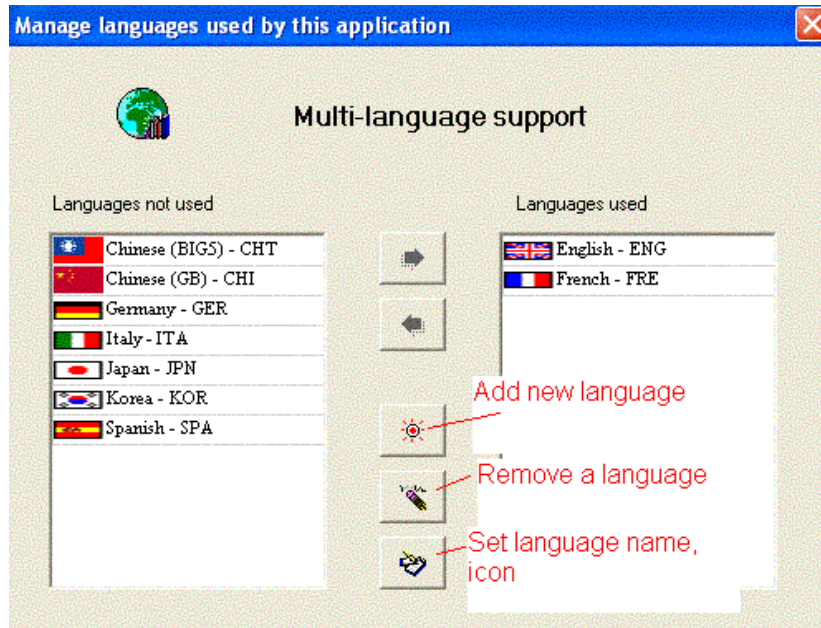 Manage languages used by this application
Multi-language support
Languages not used
Chinese (BIG5) - CHT
Chinese (GB) - CHI
Germany - GER
Italy - ITA
Japan - JPN
Korea - KOR
Spanish - SPA
Languages used
English - ENG
French - FRE
Add new language
Remove a language
Set language name,
icon